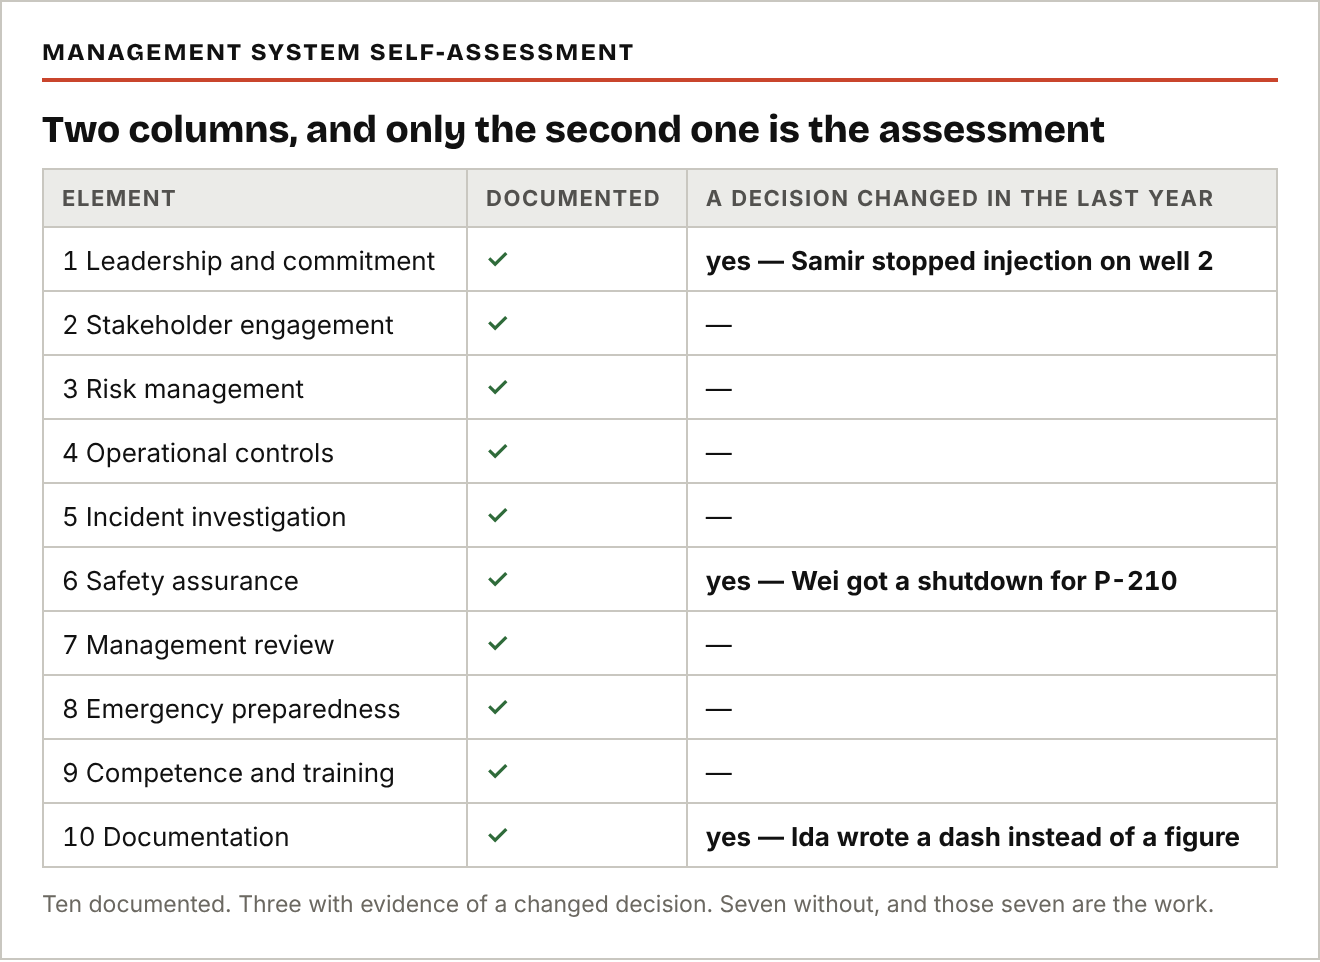 MANAGEMENT SYSTEM SELF-ASSESSMENT
Two columns, and only the second one is the assessment
ELEMENT DOCUMENTED A DECISION CHANGED IN THE LAST YEAR
1 Leadership and commitment ✓ yes — Samir stopped injection on well 2
2 Stakeholder engagement ✓ —
3 Risk management ✓ —
4 Operational controls ✓ —
5 Incident investigation ✓ —
6 Safety assurance ✓ yes — Wei got a shutdown for P-210
7 Management review ✓ —
8 Emergency preparedness ✓ —
9 Competence and training ✓ —
10 Documentation ✓ yes — Ida wrote a dash instead of a figure
Ten documented. Three with evidence of a changed decision. Seven without, and those seven are the work.